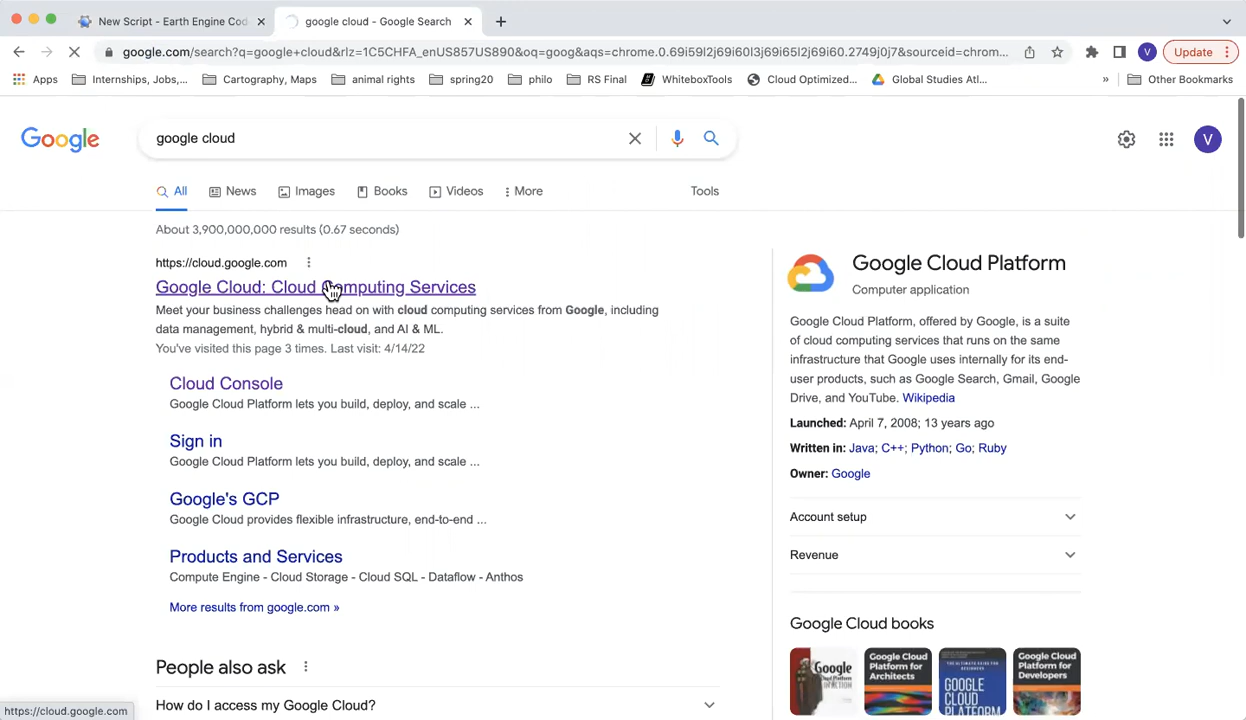 New Script - Earth Engine Cod
google cloud - Google Search
google.com/search?q=google+cloud&rlz=1C5CHFA_enUS857US890&oq=goog&aqs=chrome.0.69i59l2j69i60l3j69i65l2j69i60.2749j0j7&sourceid=chrom...
V
Update
Apps
Internships, Jobs,...
Cartography, Maps
animal rights
spring20
philo
RS Final
WhiteboxTools
Cloud Optimized...
Global Studies Atl...
»
Other Bookmarks
Google
google cloud
V
All
News
Images
Books
Videos
More
Tools
About 3,900,000,000 results (0.67 seconds)
https://cloud.google.com
Google Cloud: Cloud Computing Services
Meet your business challenges head on with cloud computing services from Google, including
data management, hybrid & multi-cloud, and AI & ML.
You've visited this page 3 times. Last visit: 4/14/22
Cloud Console
Google Cloud Platform lets you build, deploy, and scale ...
Sign in
Google Cloud Platform lets you build, deploy, and scale ...
Google's GCP
Google Cloud provides flexible infrastructure, end-to-end ...
Products and Services
Compute Engine - Cloud Storage - Cloud SQL - Dataflow - Anthos
More results from google.com »
People also ask
How do I access my Google Cloud?
Google Cloud Platform
Computer application
Google Cloud Platform, offered by Google, is a suite
of cloud computing services that runs on the same
infrastructure that Google uses internally for its end-
user products, such as Google Search, Gmail, Google
Drive, and YouTube. Wikipedia
Launched: April 7, 2008; 13 years ago
Written in: Java; C++; Python; Go; Ruby
Owner: Google
Account setup
Revenue
Google Cloud books
Google
Google Cloud
Platform for
Architects
GOOGLE
CLOUD
PLATFORM
Google Cloud
Platform for
Developers
https://cloud.google.com